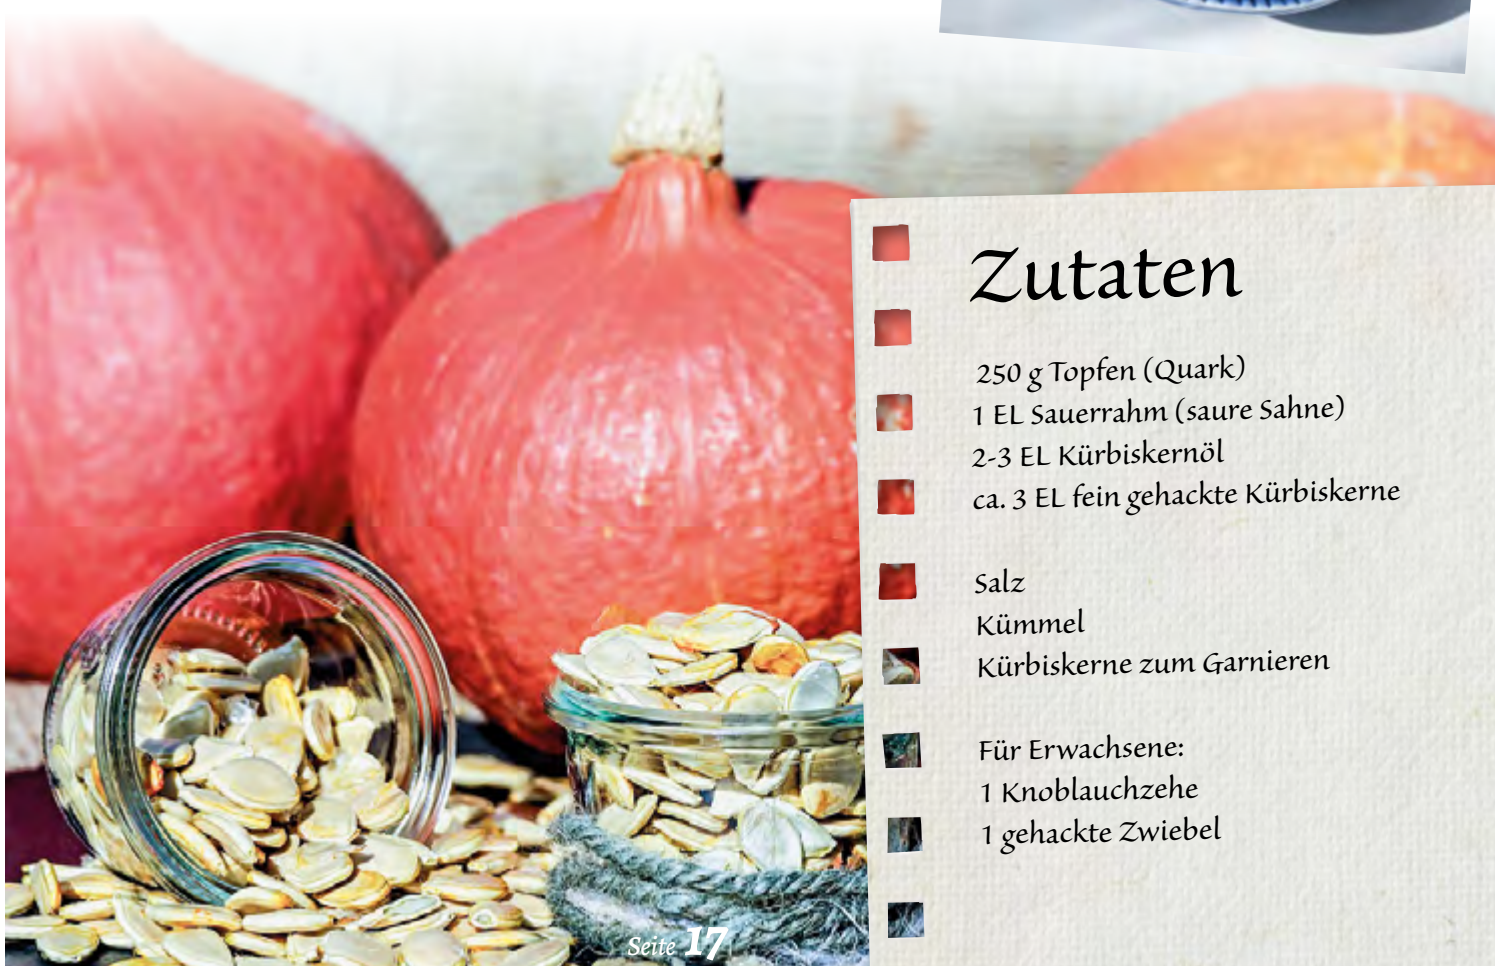 Zutaten
250 g Topfen (Quark)
1 EL Sauerrahm (saure Sahne)
2-3 EL Kürbiskernöl
ca. 3 EL fein gehackte Kürbiskerne
Salz
Kümmel
Kürbiskerne zum Garnieren
Für Erwachsene:
1 Knoblauchzehe
1 gehackte Zwiebel
Seite 17